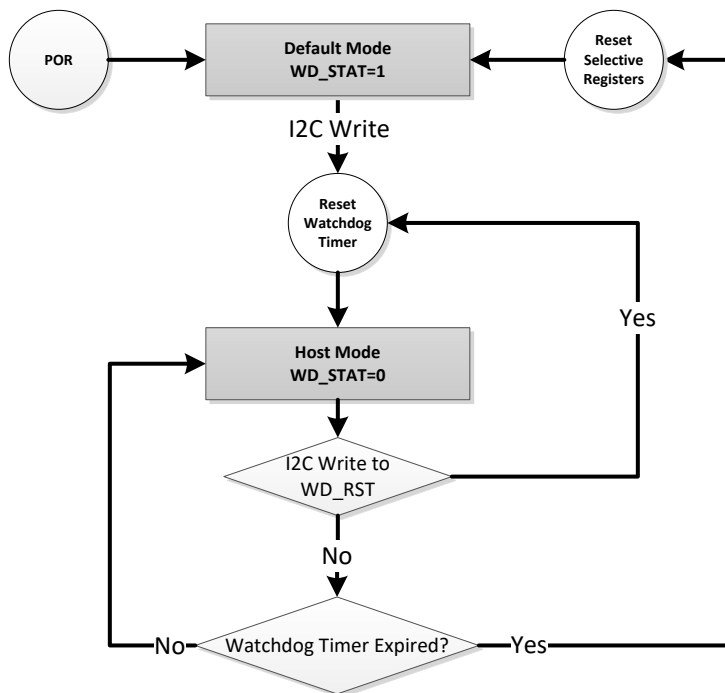 POR
Default Mode
WD_STAT=1
Reset
Selective
Registers
I2C Write
Reset
Watchdog
Timer
Yes
Host Mode
WD_STAT=0
I2C Write to
WD_RST
No
No
Watchdog Timer Expired?
Yes